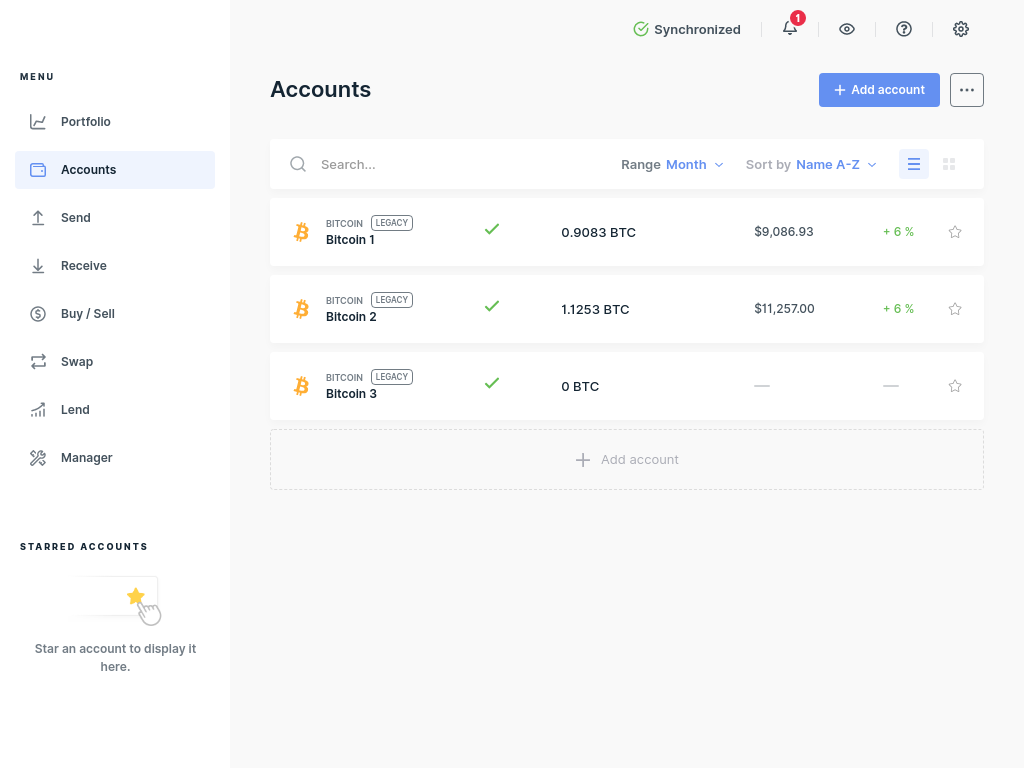 Synchronized
1
MENU
Portfolio
Accounts
Send
Receive
Buy / Sell
Swap
Lend
Manager
STARRED ACCOUNTS
Star an account to display it
here.
Accounts
Add account
Search...
Range Month
Sort by Name A-Z
BITCOIN LEGACY
Bitcoin 1
0.9083 BTC
$9,086.93
+ 6 %
BITCOIN LEGACY
Bitcoin 2
1.1253 BTC
$11,257.00
+ 6 %
BITCOIN LEGACY
Bitcoin 3
0 BTC
—
—
Add account